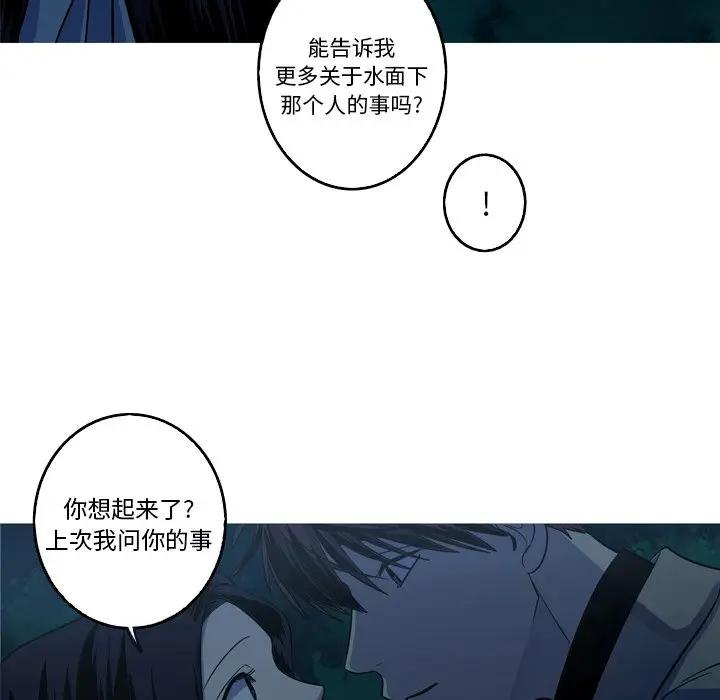 能告诉我
更多关于水面下
那个人的事吗?
!
你想起来了?
上次我问你的事